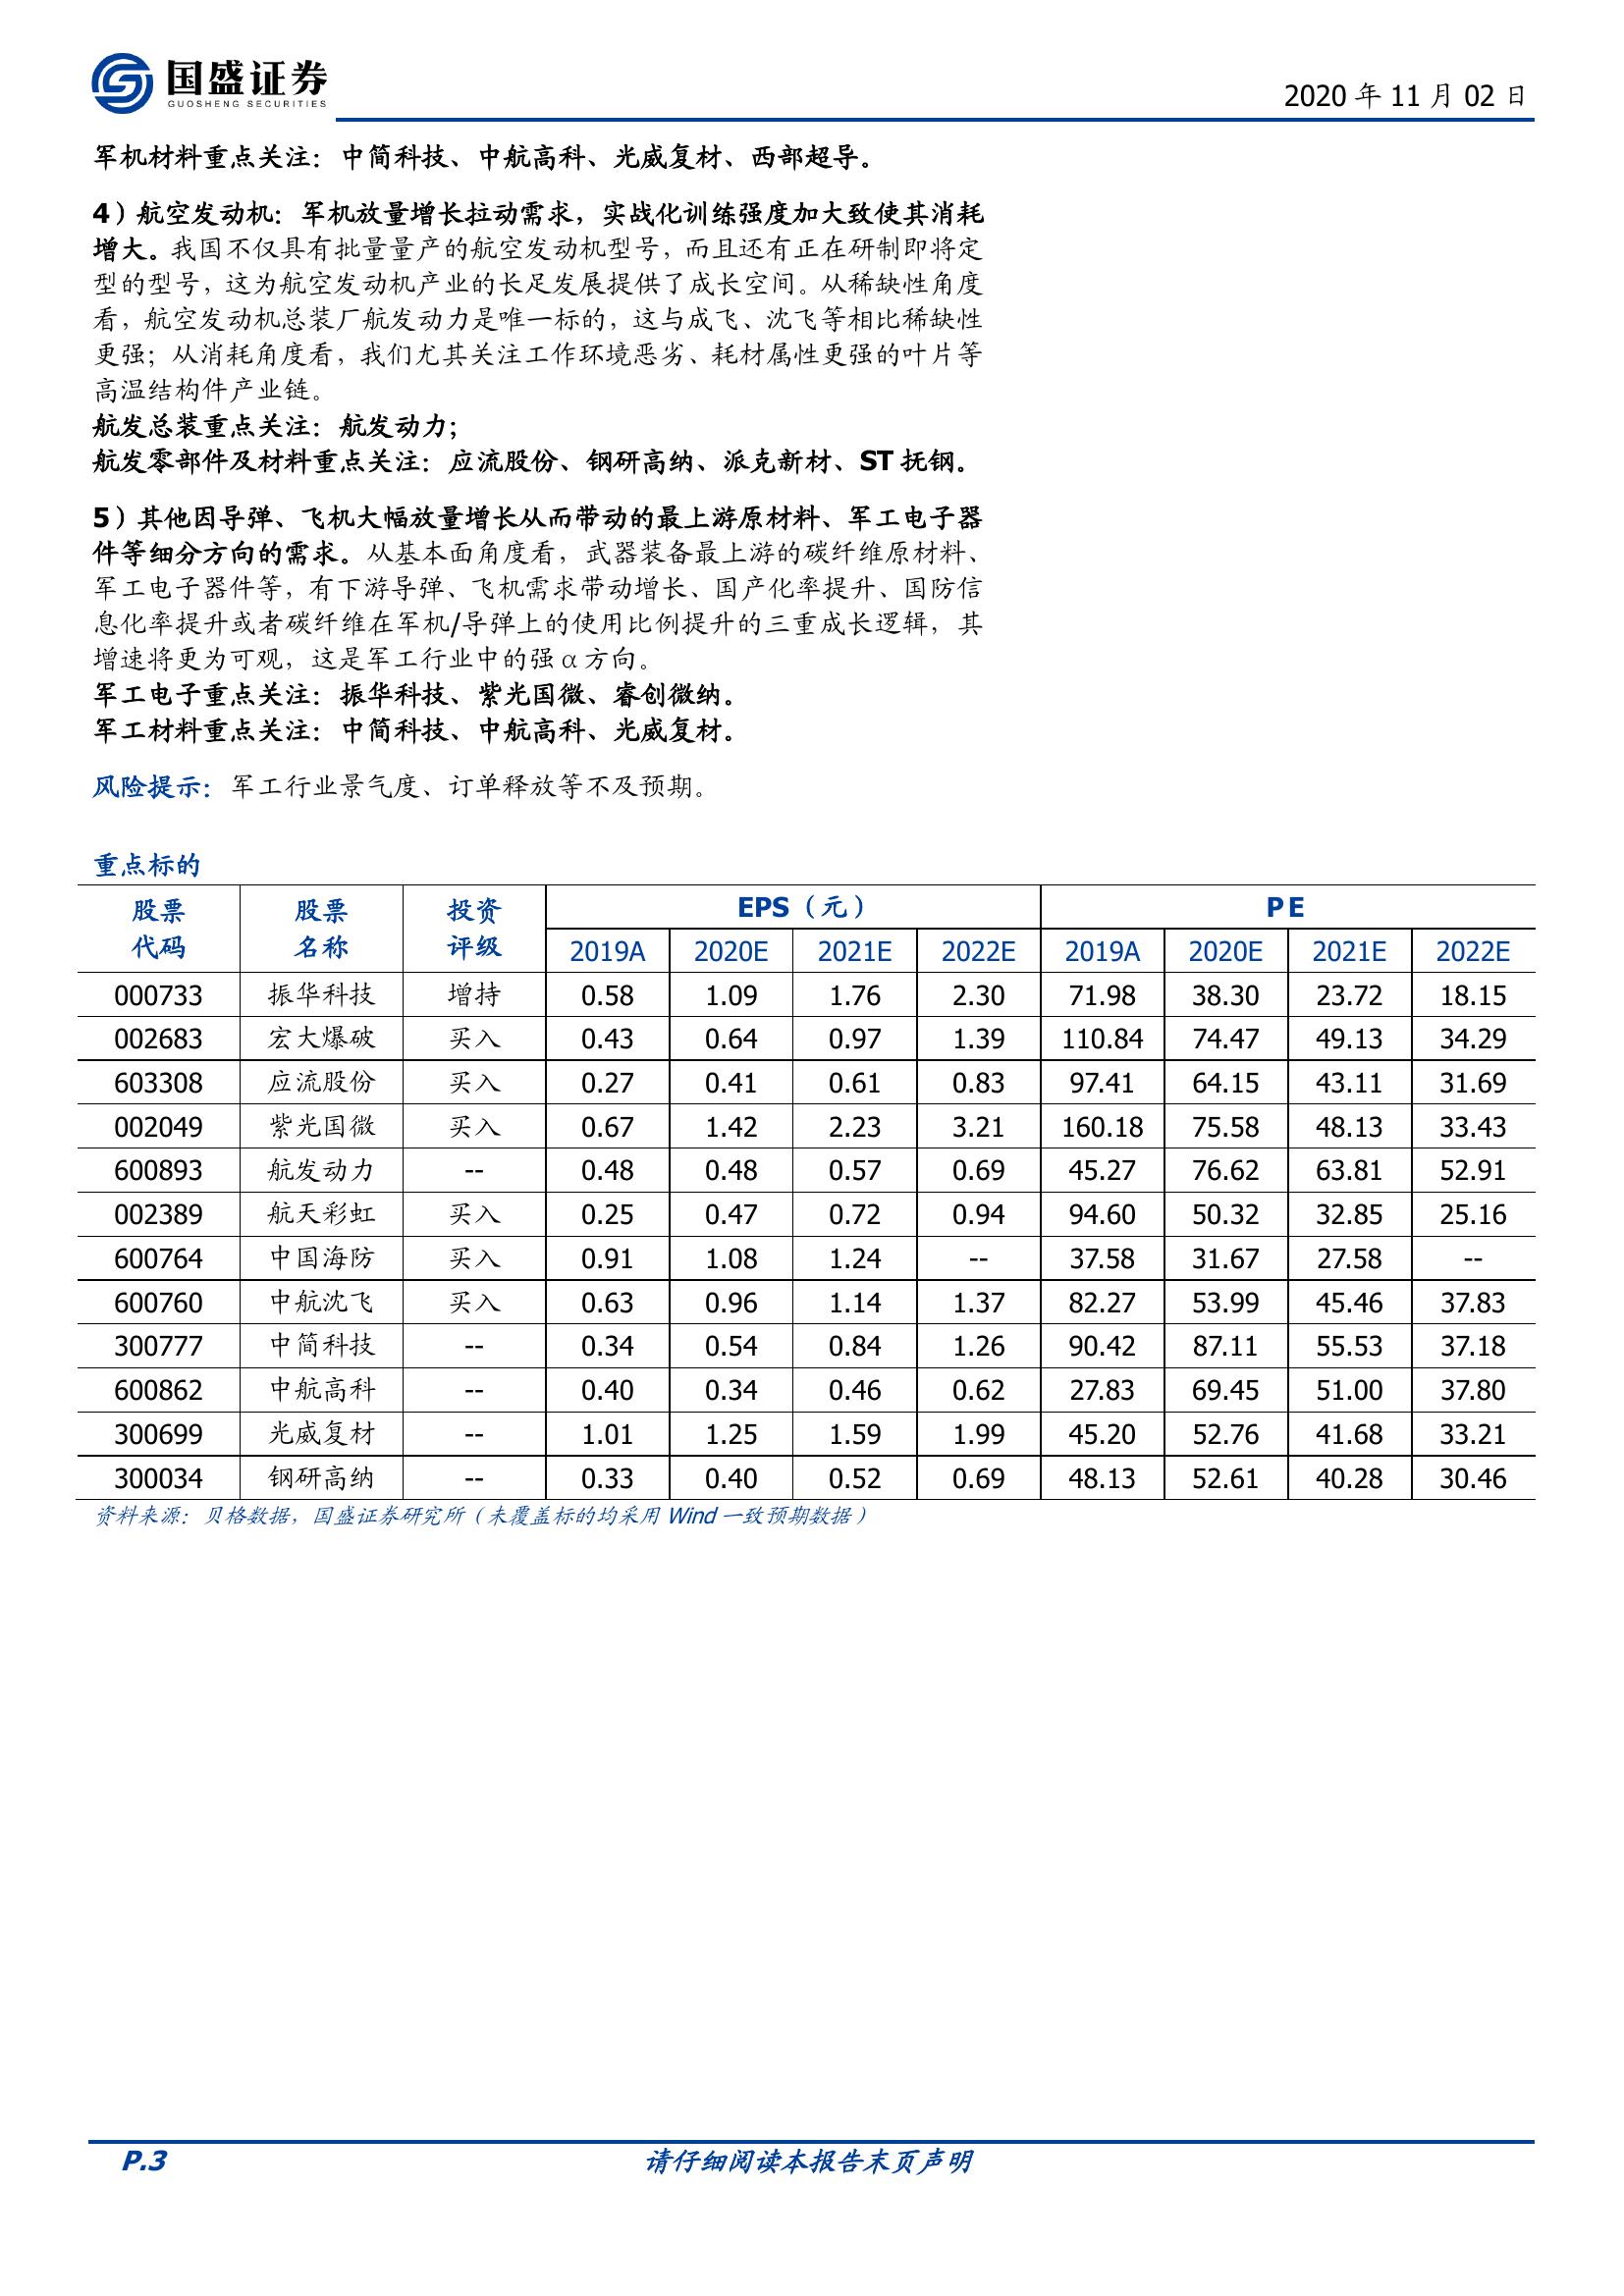 国盛证券
GUOSHENG SECURITIES
2020 年 11 月 02 日
军机材料重点关注：中简科技、中航高科、光威复材、西部超导。
4）航空发动机：军机放量增长拉动需求，实战化训练强度加大致使其消耗
增大。我国不仅具有批量量产的航空发动机型号，而且还有正在研制即将定
型的型号，这为航空发动机产业的长足发展提供了成长空间。从稀缺性角度
看，航空发动机总装厂航发动力是唯一标的，这与成飞、沈飞等相比稀缺性
更强；从消耗角度看，我们尤其关注工作环境恶劣、耗材属性更强的叶片等
高温结构件产业链。
航发总装重点关注：航发动力；
航发零部件及材料重点关注：应流股份、钢研高纳、派克新材、ST 抚钢。
5）其他因导弹、飞机大幅放量增长从而带动的最上游原材料、军工电子器
件等细分方向的需求。从基本面角度看，武器装备最上游的碳纤维原材料、
军工电子器件等，有下游导弹、飞机需求带动增长、国产化率提升、国防信
息化率提升或者碳纤维在军机/导弹上的使用比例提升的三重成长逻辑，其
增速将更为可观，这是军工行业中的强 α 方向。
军工电子重点关注：振华科技、紫光国微、睿创微纳。
军工材料重点关注：中简科技、中航高科、光威复材。
风险提示：军工行业景气度、订单释放等不及预期。
重点标的
股票 股票 投资 EPS（元） PE
代码 名称 评级 2019A 2020E 2021E 2022E 2019A 2020E 2021E 2022E
000733 振华科技 增持 0.58 1.09 1.76 2.30 71.98 38.30 23.72 18.15
002683 宏大爆破 买入 0.43 0.64 0.97 1.39 110.84 74.47 49.13 34.29
603308 应流股份 买入 0.27 0.41 0.61 0.83 97.41 64.15 43.11 31.69
002049 紫光国微 买入 0.67 1.42 2.23 3.21 160.18 75.58 48.13 33.43
600893 航发动力 -- 0.48 0.48 0.57 0.69 45.27 76.62 63.81 52.91
002389 航天彩虹 买入 0.25 0.47 0.72 0.94 94.60 50.32 32.85 25.16
600764 中国海防 买入 0.91 1.08 1.24 -- 37.58 31.67 27.58 --
600760 中航沈飞 买入 0.63 0.96 1.14 1.37 82.27 53.99 45.46 37.83
300777 中简科技 -- 0.34 0.54 0.84 1.26 90.42 87.11 55.53 37.18
600862 中航高科 -- 0.40 0.34 0.46 0.62 27.83 69.45 51.00 37.80
300699 光威复材 -- 1.01 1.25 1.59 1.99 45.20 52.76 41.68 33.21
300034 钢研高纳 -- 0.33 0.40 0.52 0.69 48.13 52.61 40.28 30.46
资料来源：贝格数据，国盛证券研究所（未覆盖标的均采用 Wind 一致预期数据）
P.3 请仔细阅读本报告末页声明